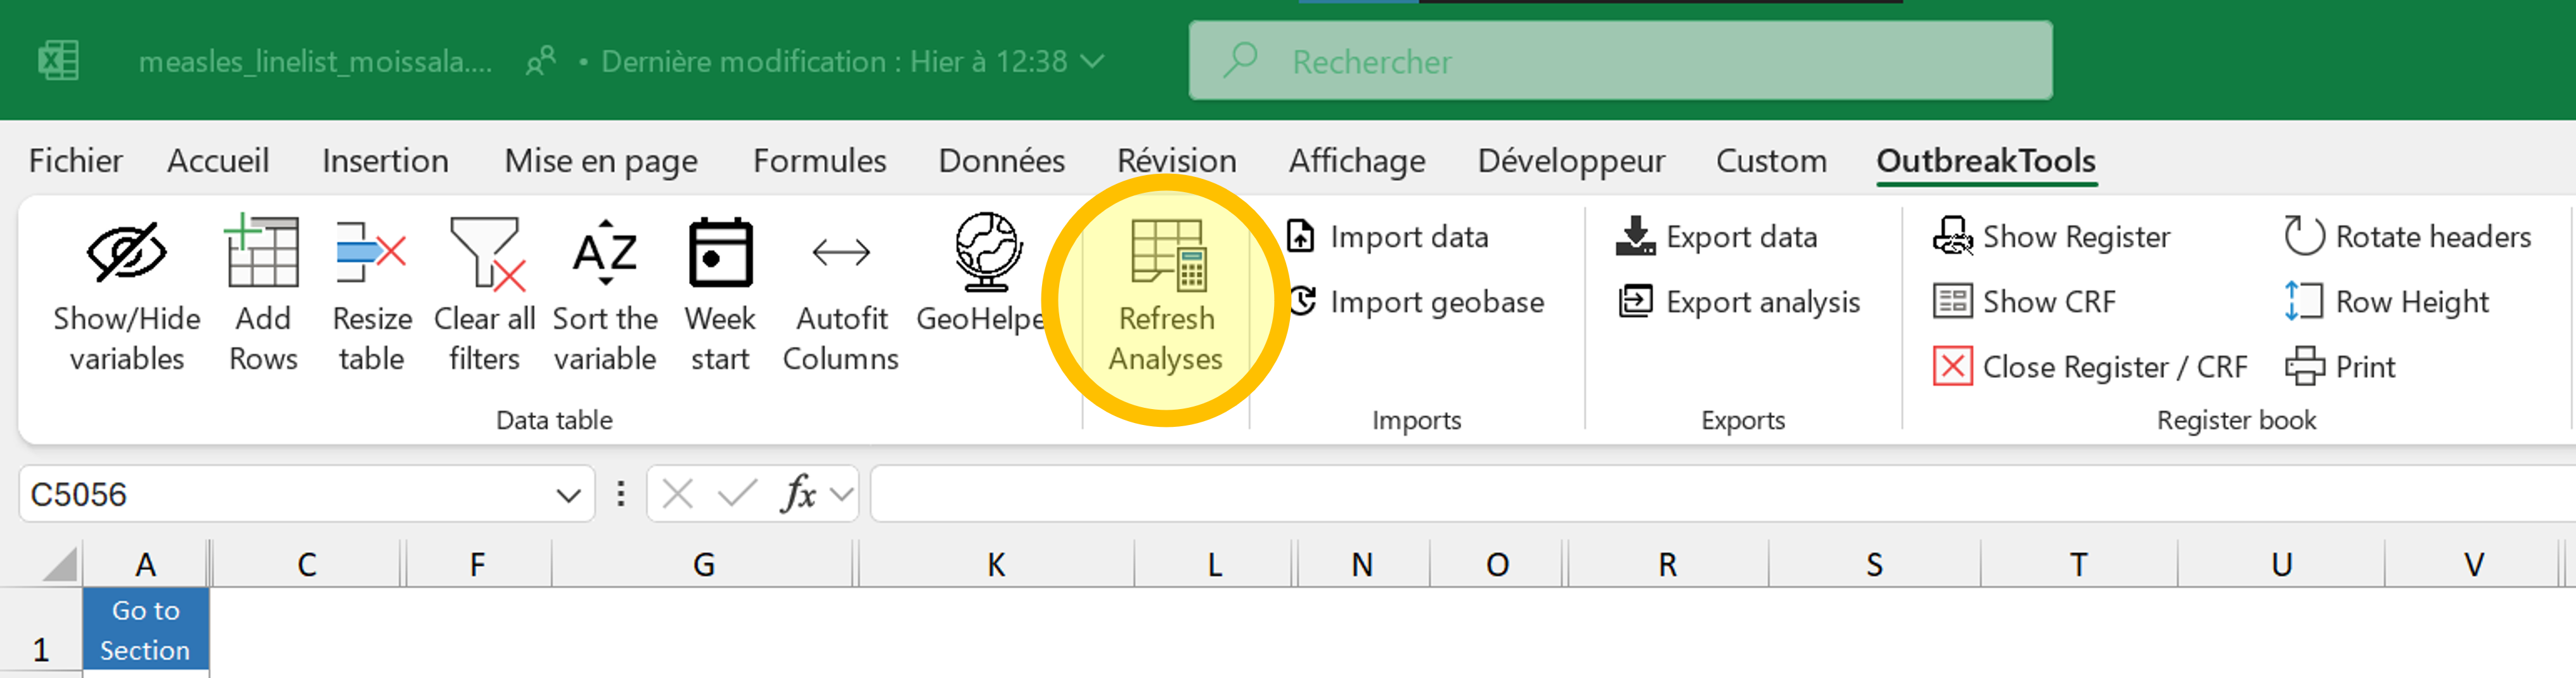 measles_linelist_moissala.... • Dernière modification : Hier à 12:38
Rechercher
Fichier Accueil Insertion Mise en page Formules Données Révision Affichage Développeur Custom OutbreakTools
Show/Hide variables
Add Rows
Resize table
Clear all filters
Sort the variable
Week start
Autofit Columns
GeoHelpe
Data table
Refresh Analyses
Import data
Import geobase
Imports
Export data
Export analysis
Exports
Show Register
Show CRF
Close Register / CRF
Rotate headers
Row Height
Print
Register book
C5056
fx
A C F G K L N O R S T U V
1
Go to
Section